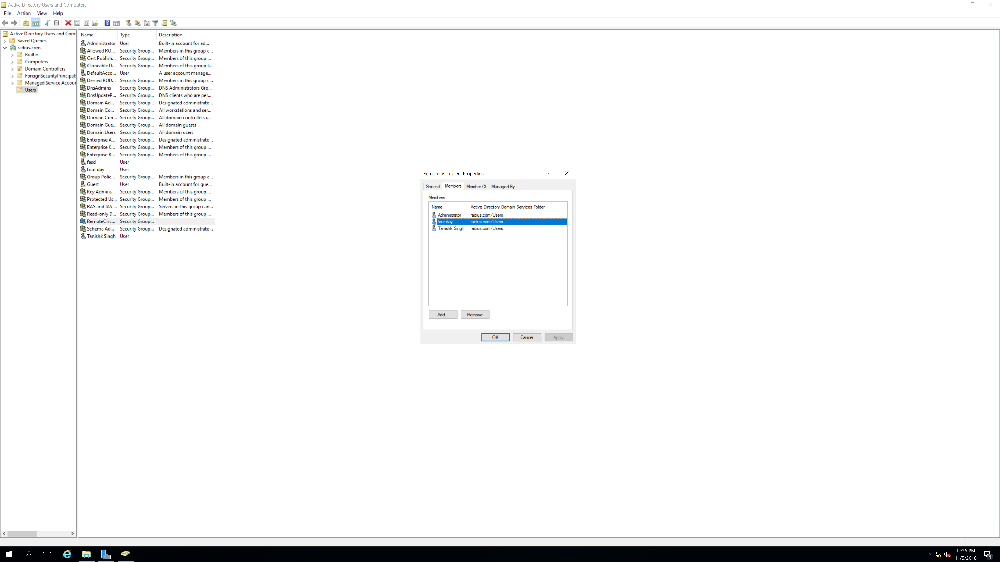 Active Directory Users and Computers
File Action View Help
Active Directory Users and Com
Saved Queries
radius.com
Builtin
Computers
Domain Controllers
ForeignSecurityPrincipals
Managed Service Accour
Users
Name Type Description
Administrator User Built-in account for ad...
Allowed RO... Security Group... Members in this group c...
Cert Publish... Security Group... Members of this group ...
Cloneable D... Security Group... Members of this group t...
DefaultAcco... User A user account manage...
Denied ROD... Security Group... Members in this group c...
DnsAdmins Security Group... DNS Administrators Gro...
DnsUpdateP... Security Group... DNS clients who are per...
Domain Ad... Security Group... Designated administrato...
Domain Co... Security Group... All workstations and ser...
Domain Con... Security Group... All domain controllers i...
Domain Gue... Security Group... All domain guests
Domain Users Security Group... All domain users
Enterprise A... Security Group... Designated administrato...
Enterprise K... Security Group... Members of this group ...
Enterprise R... Security Group... Members of this group ...
fasd User
four day User
Group Polic... Security Group... Members in this group c...
Guest User Built-in account for gue...
Key Admins Security Group... Members of this group ...
Protected Us... Security Group... Members of this group ...
RAS and IAS ... Security Group... Servers in this group can...
Read-only D... Security Group... Members of this group ...
RemoteCisc... Security Group...
Schema Ad... Security Group... Designated administrato...
Tanishk Singh User
RemoteCiscoUsers Properties ?
General Members Member Of Managed By
Members:
Name Active Directory Domain Services Folder
Administrator radius.com/Users
four day radius.com/Users
Tanishk Singh radius.com/Users
Add... Remove
OK Cancel Apply
12:36 PM
11/5/2018
1